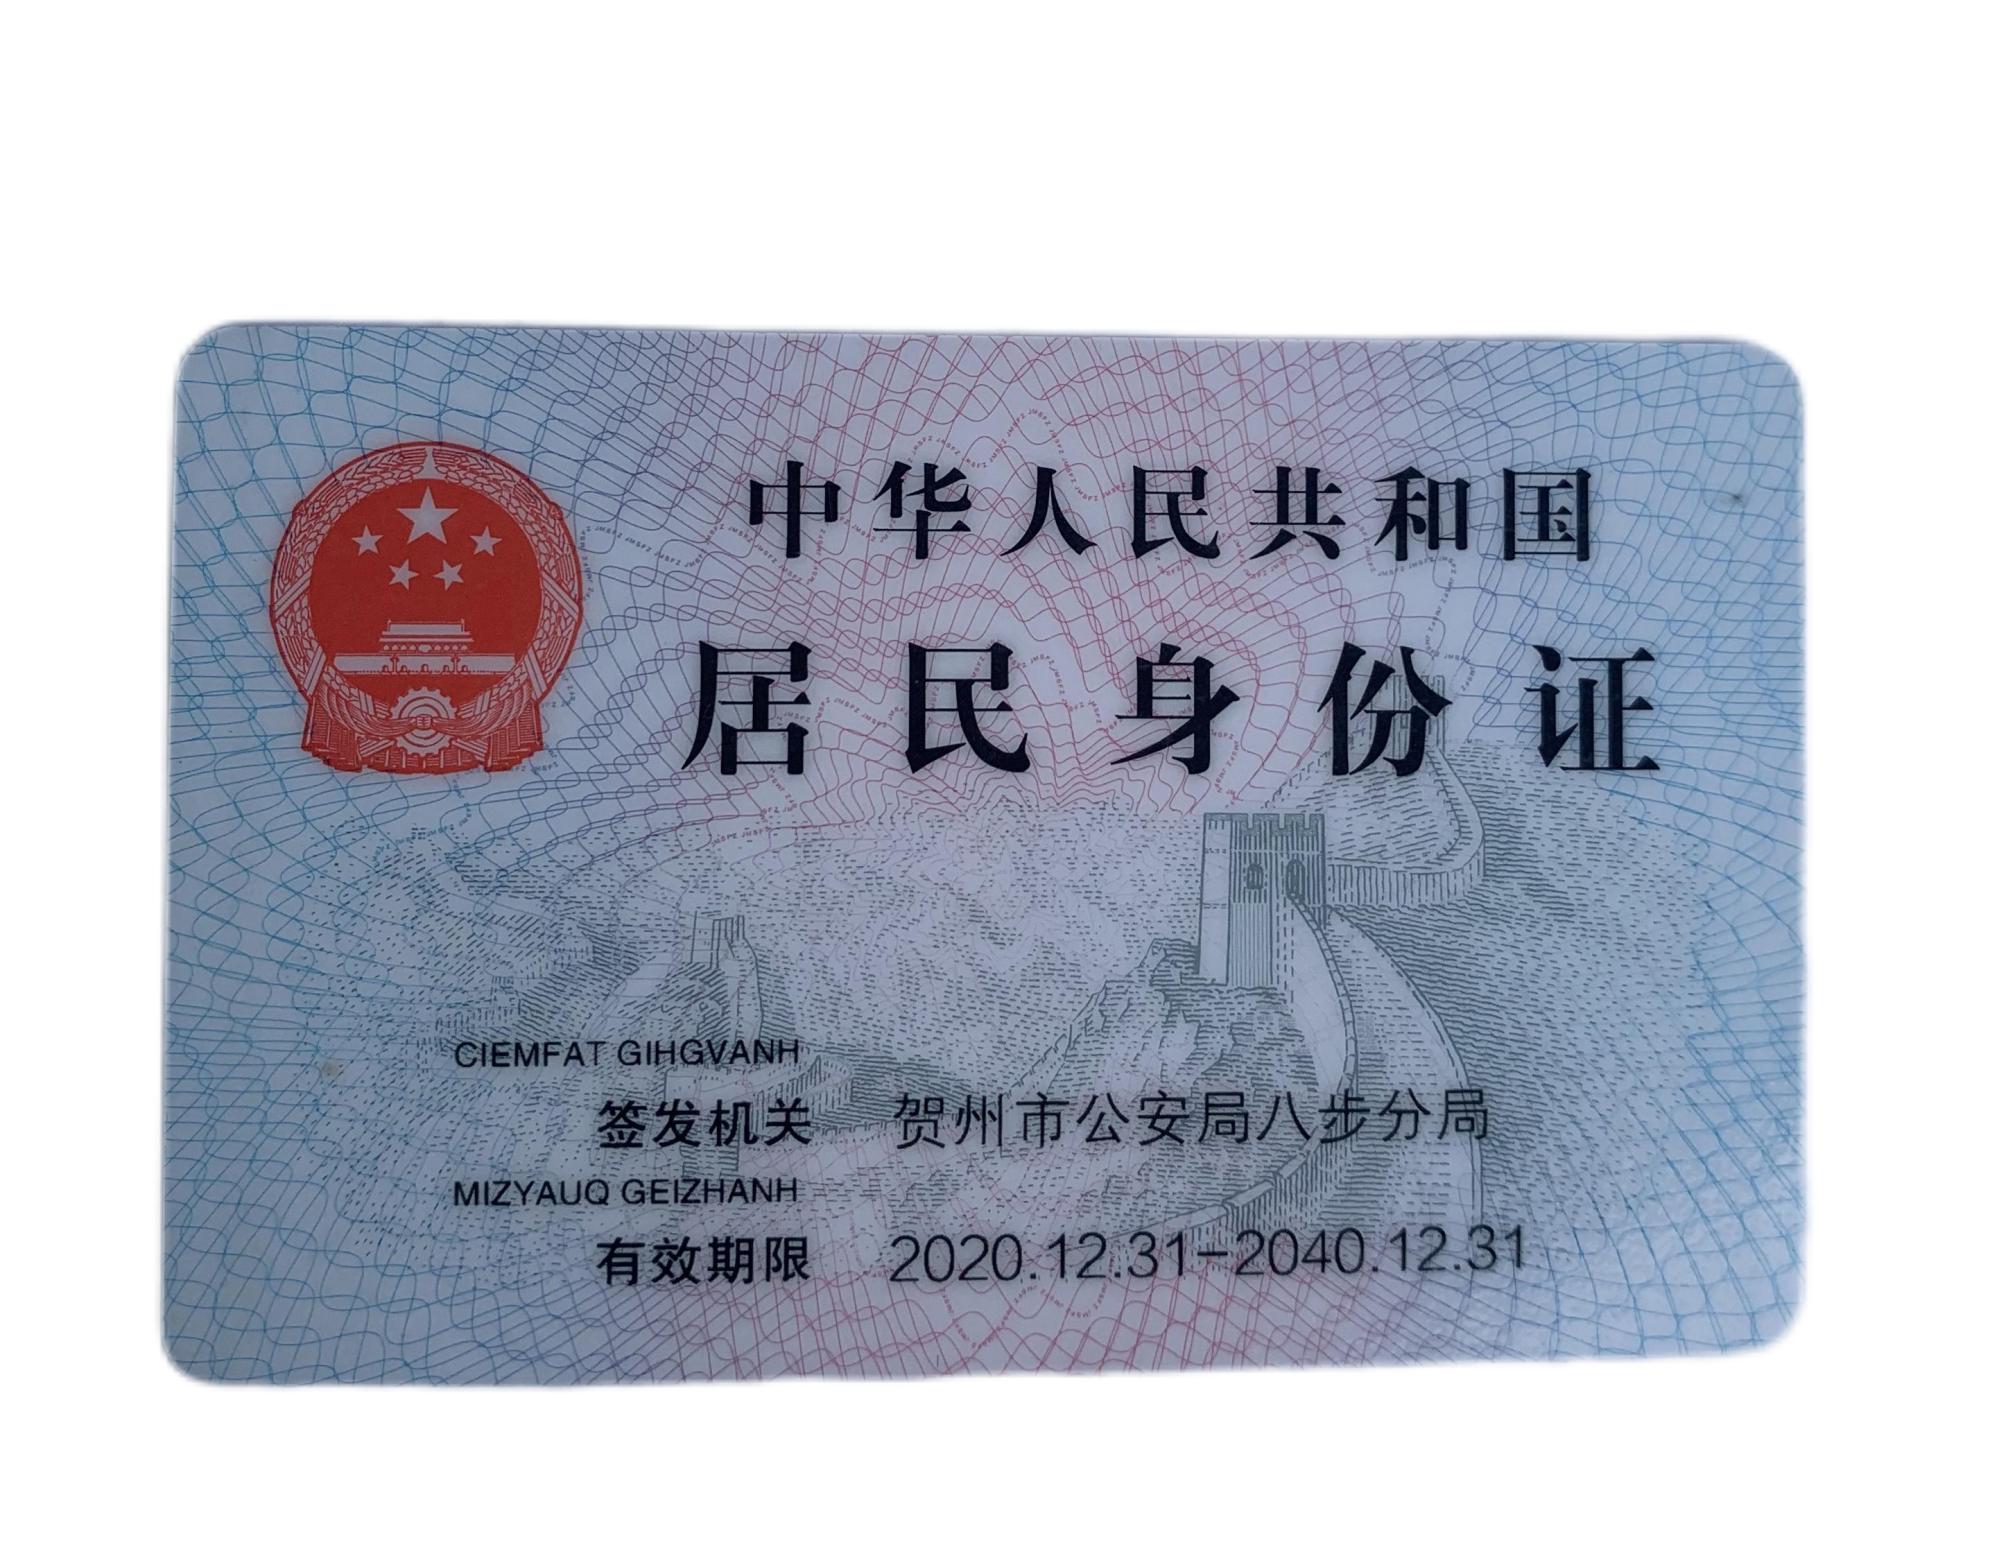 中华人民共和国
居民身份证
CIEMFAT GIHGVANH
签发机关 贺州市公安局八步分局
MIZYAUQ GEIZHANH
有效期限 2020.12.31-2040.12.31